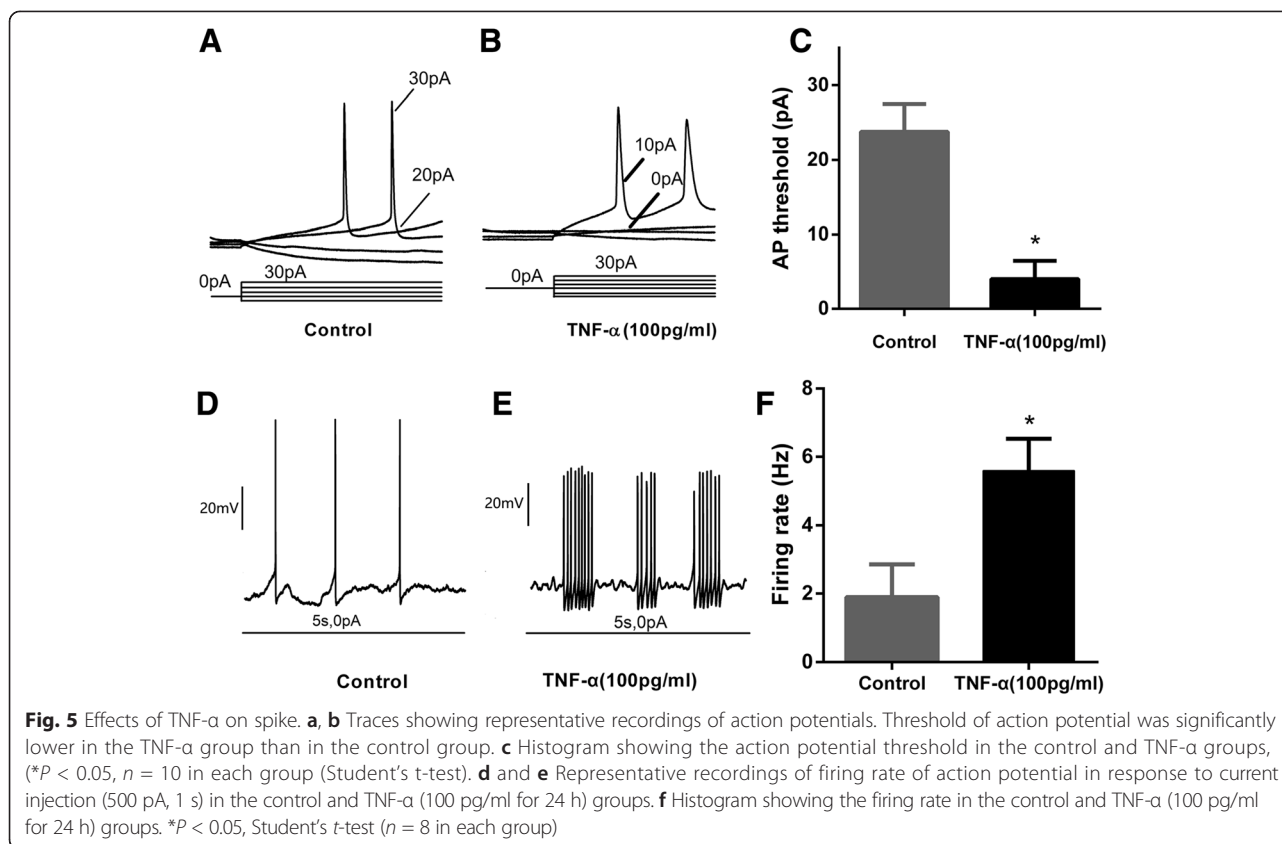 A
30pA
20pA
0pA
30pA
Control
B
10pA
0pA
0pA
30pA
TNF-α (100pg/ml)
C
AP threshold (pA)
30
20
10
0
*
Control
TNF-α(100pg/ml)
D
20mV
5s,0pA
Control
E
20mV
5s,0pA
TNF-α(100pg/ml)
F
Firing rate (Hz)
8
6
4
2
0
*
Control
TNF-α(100pg/ml)
Fig. 5 Effects of TNF-α on spike. a, b Traces showing representative recordings of action potentials. Threshold of action potential was significantly
lower in the TNF-α group than in the control group. c Histogram showing the action potential threshold in the control and TNF-α groups,
(*P < 0.05, n = 10 in each group (Student's t-test). d and e Representative recordings of firing rate of action potential in response to current
injection (500 pA, 1 s) in the control and TNF-α (100 pg/ml for 24 h) groups. f Histogram showing the firing rate in the control and TNF-α (100 pg/ml
for 24 h) groups. *P < 0.05, Student's t-test (n = 8 in each group)